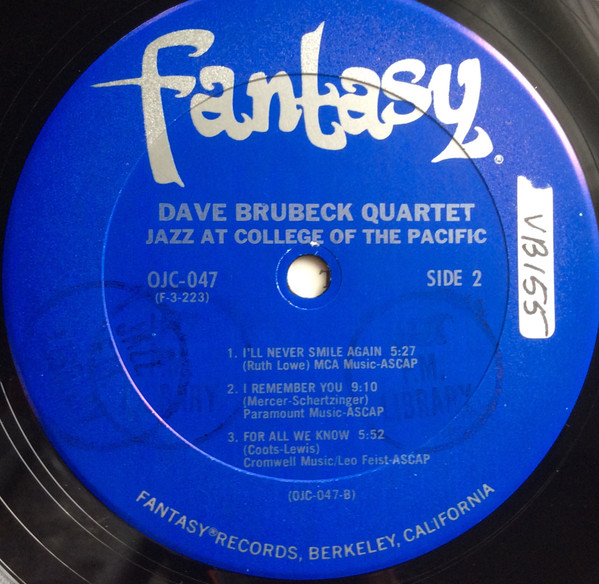 fantasy®
DAVE BRUBECK QUARTET
JAZZ AT COLLEGE OF THE PACIFIC
OJC-047
(F-3-223)
SIDE 2
VB155
1. I'LL NEVER SMILE AGAIN 5:27
(Ruth Lowe) MCA Music-ASCAP
2. I REMEMBER YOU 9:10
(Mercer-Schertzinger)
Paramount Music-ASCAP
3. FOR ALL WE KNOW 5:52
(Coots-Lewis)
Cromwell Music/Leo Feist-ASCAP
(OJC-047-B)
FM.
LIBRARY
FANTASY® RECORDS, BERKELEY, CALIFORNIA